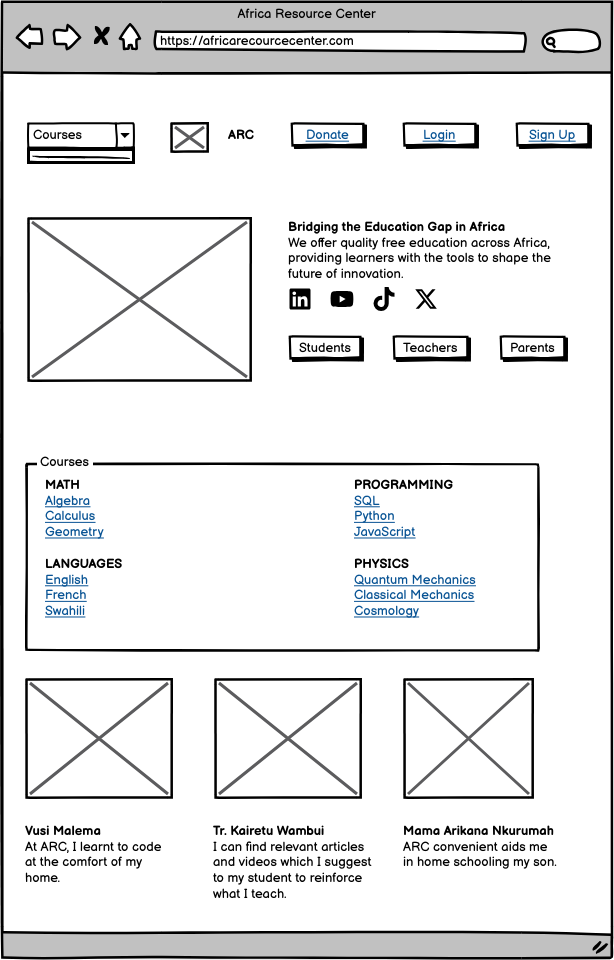 Africa Resource Center
https://africarecourcecenter.com
Courses
ARC
Donate
Login
Sign Up
Bridging the Education Gap in Africa
We offer quality free education across Africa,
providing learners with the tools to shape the
future of innovation.
Students
Teachers
Parents
Courses
MATH
Algebra
Calculus
Geometry
PROGRAMMING
SQL
Python
JavaScript
LANGUAGES
English
French
Swahili
PHYSICS
Quantum Mechanics
Classical Mechanics
Cosmology
Vusi Malema
At ARC, I learnt to code
at the comfort of my
home.
Tr. Kairetu Wambui
I can find relevant articles
and videos which I suggest
to my student to reinforce
what I teach.
Mama Arikana Nkurumah
ARC convenient aids me
in home schooling my son.